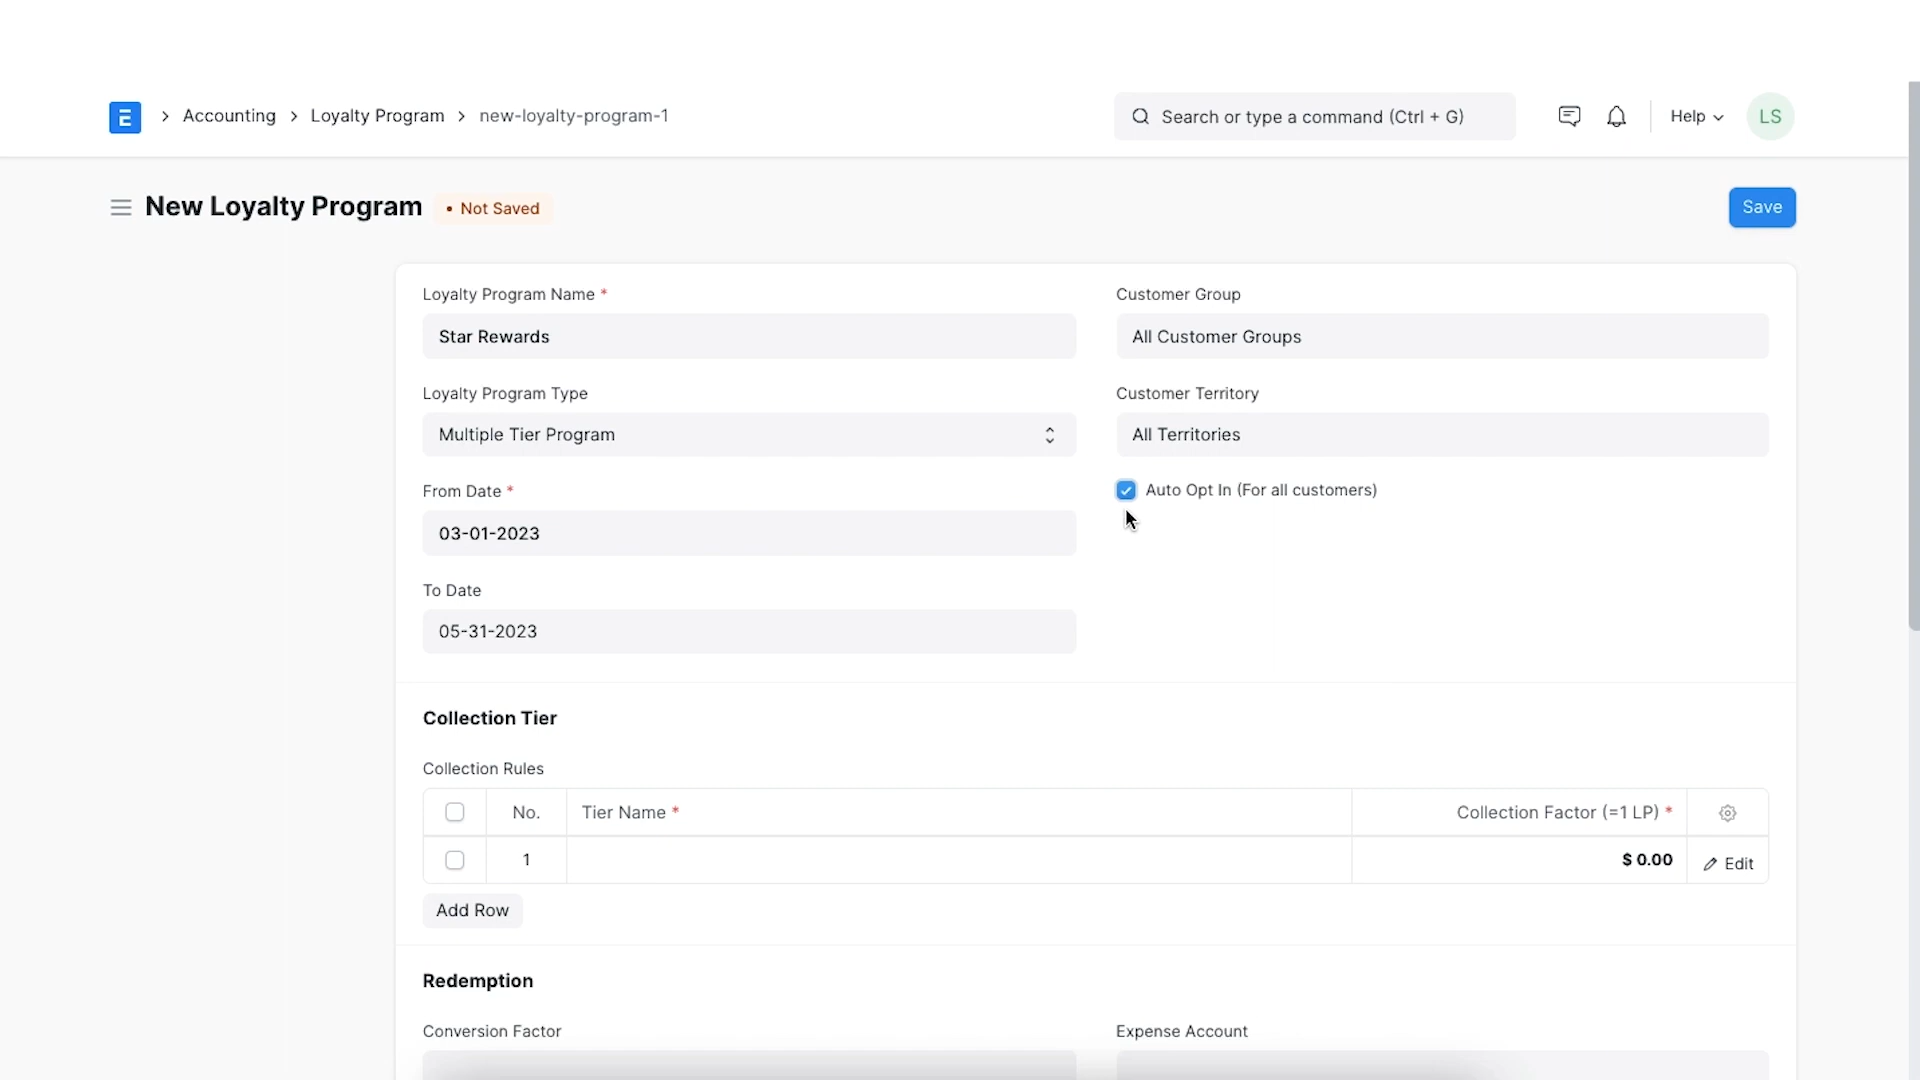 E > Accounting > Loyalty Program > new-loyalty-program-1
Search or type a command (Ctrl + G)
Help
LS
New Loyalty Program
• Not Saved
Save
Loyalty Program Name *
Star Rewards
Loyalty Program Type
Multiple Tier Program
From Date *
03-01-2023
To Date
05-31-2023
Customer Group
All Customer Groups
Customer Territory
All Territories
Auto Opt In (For all customers)
Collection Tier
Collection Rules
No. Tier Name * Collection Factor (=1 LP) *
1 $ 0.00 Edit
Add Row
Redemption
Conversion Factor
Expense Account